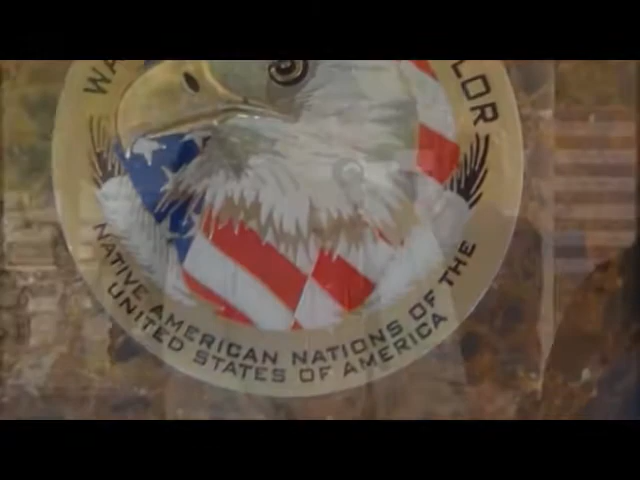 NATIVE AMERICAN NATIONS OF THE
UNITED STATES OF AMERICA